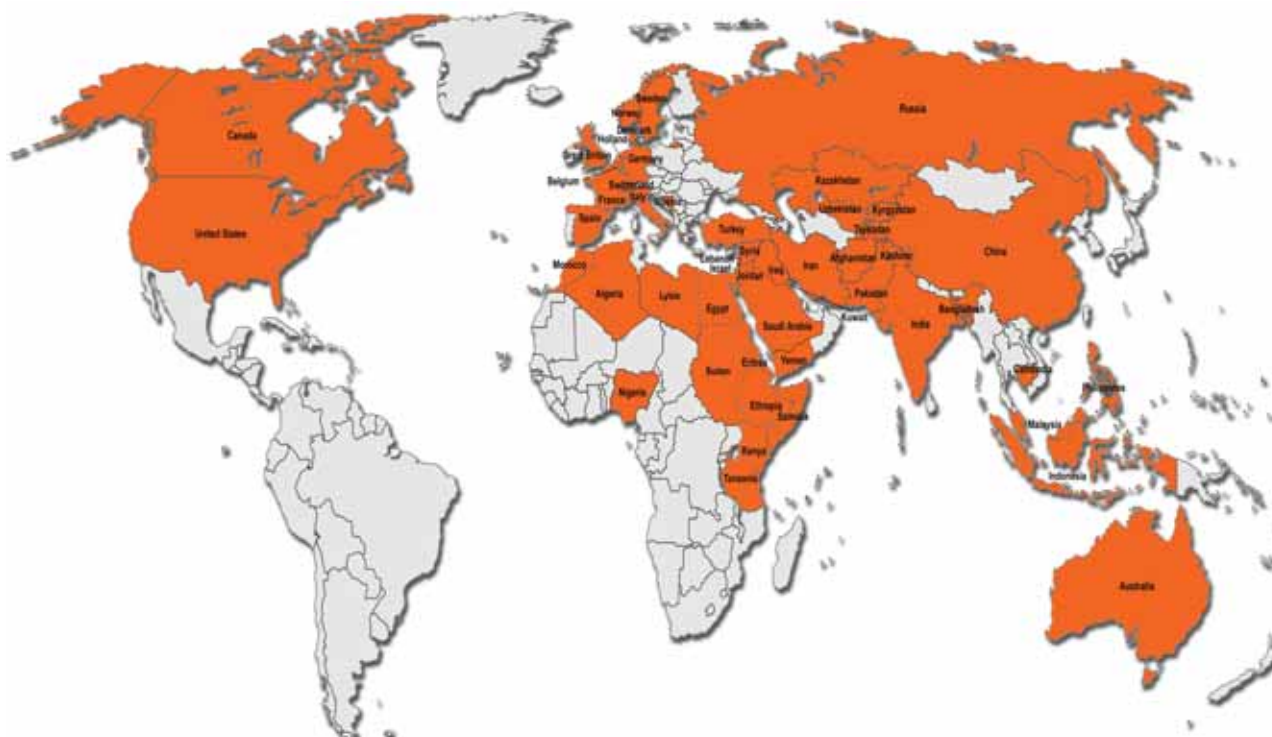 Canada
United States
Sweden
Norway
Denmark
Holland
Great Britain
Germany
Belgium
Switzerland
France
Italy
Spain
Russia
Kazakhstan
Uzbekistan
Kyrgyzstan
Tajikistan
Turkey
Syria
Lebanon
Israel
Jordan
Iraq
Iran
Afghanistan
Kashmir
China
Pakistan
Kuwait
India
Bangladesh
Morocco
Algeria
Lybia
Egypt
Saudi Arabia
Yemen
Sudan
Eritrea
Nigeria
Ethiopia
Somalia
Kenya
Tanzania
Cambodia
Philippines
Malaysia
Indonesia
Australia